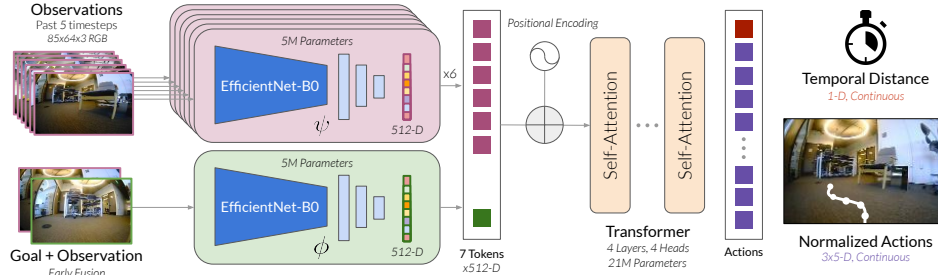 Observations
Past 5 timesteps
85x64x3 RGB
5M Parameters
EfficientNet-B0
ψ
512-D
x6
Goal + Observation
Early Fusion
5M Parameters
EfficientNet-B0
ϕ
512-D
7 Tokens
x512-D
Positional Encoding
Self-Attention
Self-Attention
Transformer
4 Layers, 4 Heads
21M Parameters
Actions
Temporal Distance
1-D, Continuous
Normalized Actions
3x5-D, Continuous